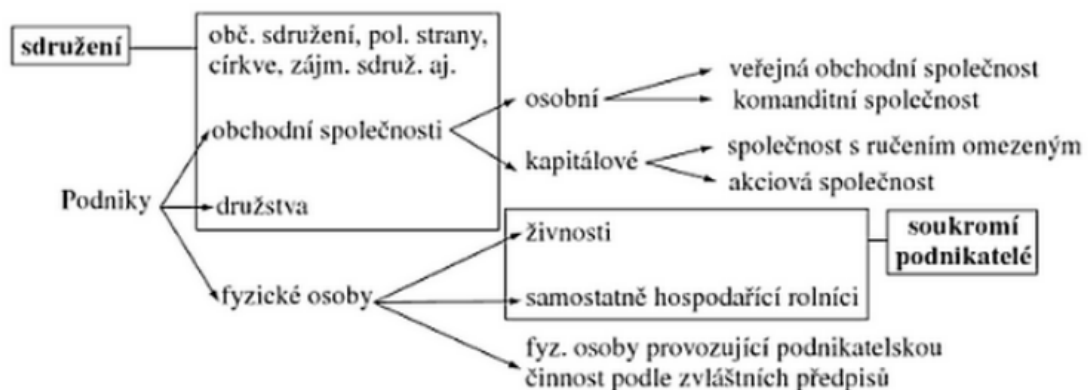 sdružení
obč. sdružení, pol. strany,
církve, zájm. sdruž. aj.
obchodní společnosti
osobní
veřejná obchodní společnost
komanditní společnost
kapitálové
společnost s ručením omezeným
akciová společnost
Podniky
družstva
fyzické osoby
živnosti
samostatně hospodařící rolníci
soukromí
podnikatelé
fyz. osoby provozující podnikatelskou
činnost podle zvláštních předpisů